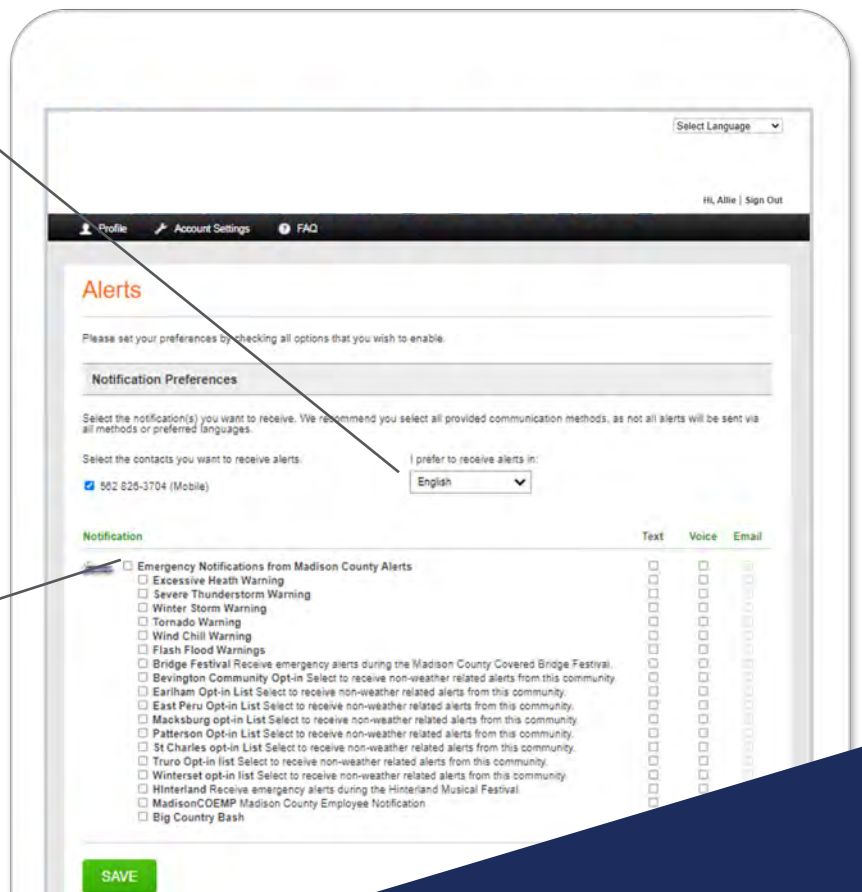 Select Language
Hi, Allie | Sign Out
Profile Account Settings FAQ
Alerts
Please set your preferences by checking all options that you wish to enable.
Notification Preferences
Select the notification(s) you want to receive. We recommend you select all provided communication methods, as not all alerts will be sent via
all methods or preferred languages.
Select the contacts you want to receive alerts. I prefer to receive alerts in:
562 826-3704 (Mobile) English
Notification Text Voice Email
Emergency Notifications from Madison County Alerts
Excessive Heath Warning
Severe Thunderstorm Warning
Winter Storm Warning
Tornado Warning
Wind Chill Warning
Flash Flood Warnings
Bridge Festival Receive emergency alerts during the Madison County Covered Bridge Festival.
Bevington Community Opt-in Select to receive non-weather related alerts from this community
Earlham Opt-in List Select to receive non-weather related alerts from this community.
East Peru Opt-in List Select to receive non-weather related alerts from this community.
Macksburg opt-in List Select to receive non-weather related alerts from this community
Patterson Opt-in List Select to receive non-weather related alerts from this community.
St Charles opt-in List Select to receive non-weather related alerts from this community.
Truro Opt-in list Select to receive non-weather related alerts from this community.
Winterset opt-in list Select to receive non-weather related alerts from this community.
HInterland Receive emergency alerts during the Hinterland Musical Festival.
MadisonCOEMP Madison County Employee Notification
Big Country Bash
SAVE